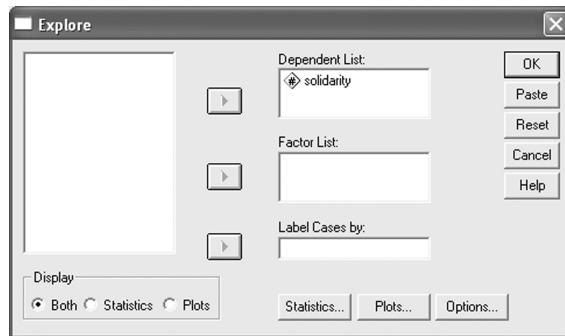 Explore
Dependent List:
# solidarity
Factor List:
Label Cases by:
OK
Paste
Reset
Cancel
Help
Display
Both Statistics Plots
Statistics... Plots... Options...